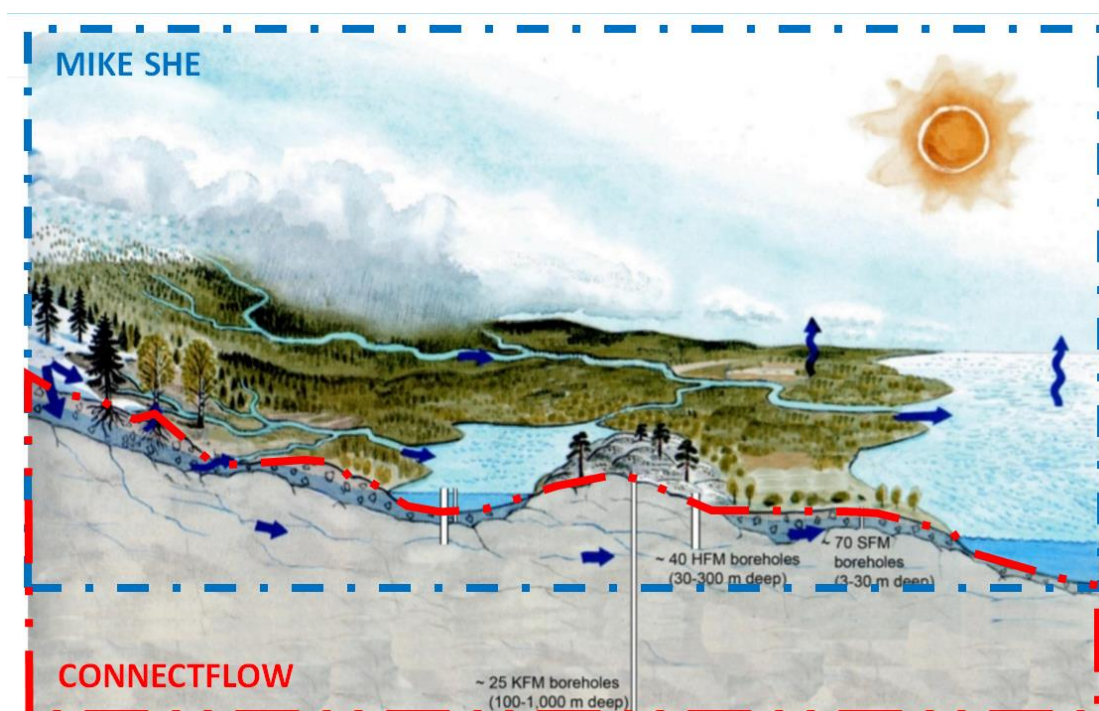 MIKE SHE
~ 40 HFM boreholes
(30-300 m deep)
~ 70 SFM
boreholes
(3-30 m deep)
CONNECTFLOW
~ 25 KFM boreholes
(100-1,000 m deep)